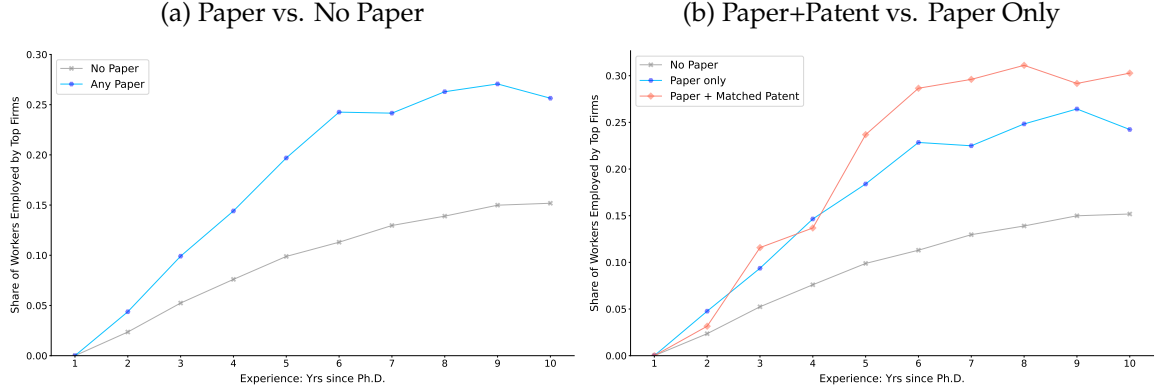 (a) Paper vs. No Paper
0.30
0.25
0.20
0.15
0.10
0.05
0.00
Share of Workers Employed by Top Firms
No Paper
Any Paper
1 2 3 4 5 6 7 8 9 10
Experience: Yrs since Ph.D.
(b) Paper+Patent vs. Paper Only
0.30
0.25
0.20
0.15
0.10
0.05
0.00
Share of Workers Employed by Top Firms
No Paper
Paper only
Paper + Matched Patent
1 2 3 4 5 6 7 8 9 10
Experience: Yrs since Ph.D.